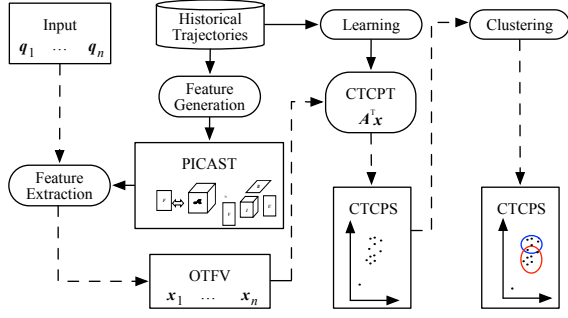 Input
q1 ... qn
Historical
Trajectories
Learning
Clustering
Feature
Generation
CTCPT
Aᵀx
PICAST
Feature
Extraction
CTCPS
CTCPS
OTFV
x1 ... xn